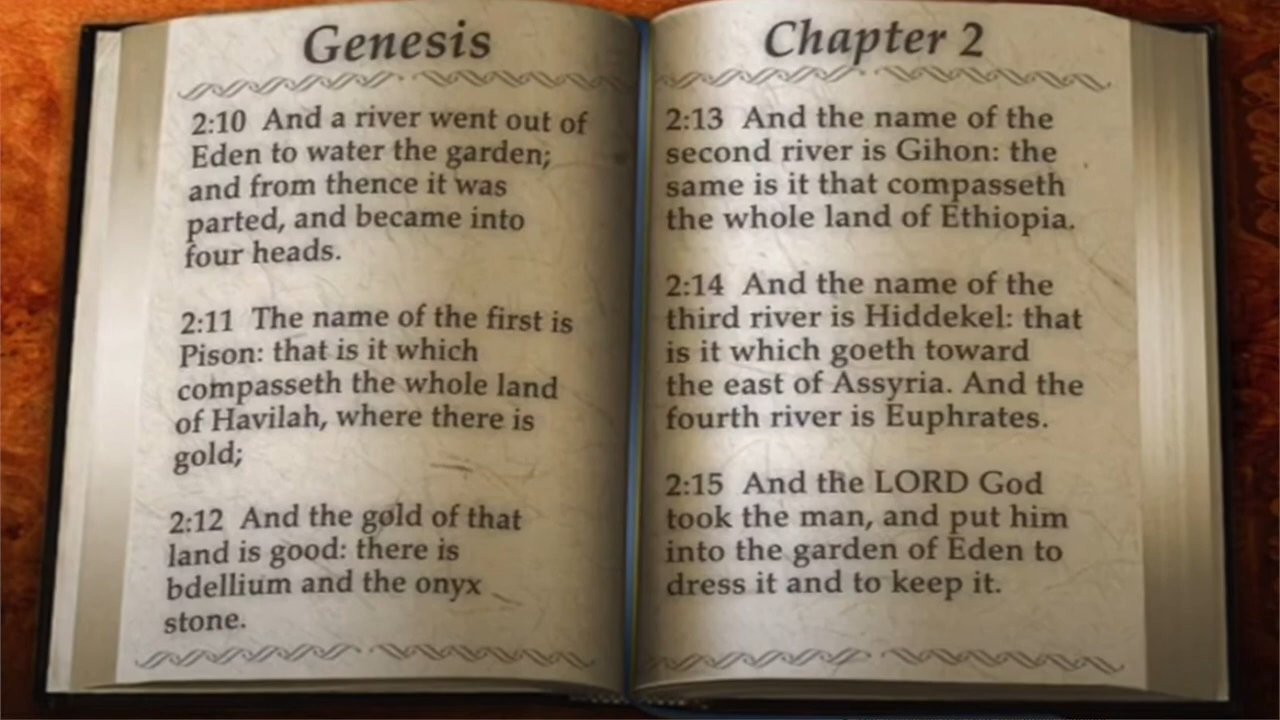 Genesis
2:10 And a river went out of
Eden to water the garden;
and from thence it was
parted, and became into
four heads.
2:11 The name of the first is
Pison: that is it which
compasseth the whole land
of Havilah, where there is
gold;
2:12 And the gold of that
land is good: there is
bdellium and the onyx
stone.
Chapter 2
2:13 And the name of the
second river is Gihon: the
same is it that compasseth
the whole land of Ethiopia.
2:14 And the name of the
third river is Hiddekel: that
is it which goeth toward
the east of Assyria. And the
fourth river is Euphrates.
2:15 And the LORD God
took the man, and put him
into the garden of Eden to
dress it and to keep it.